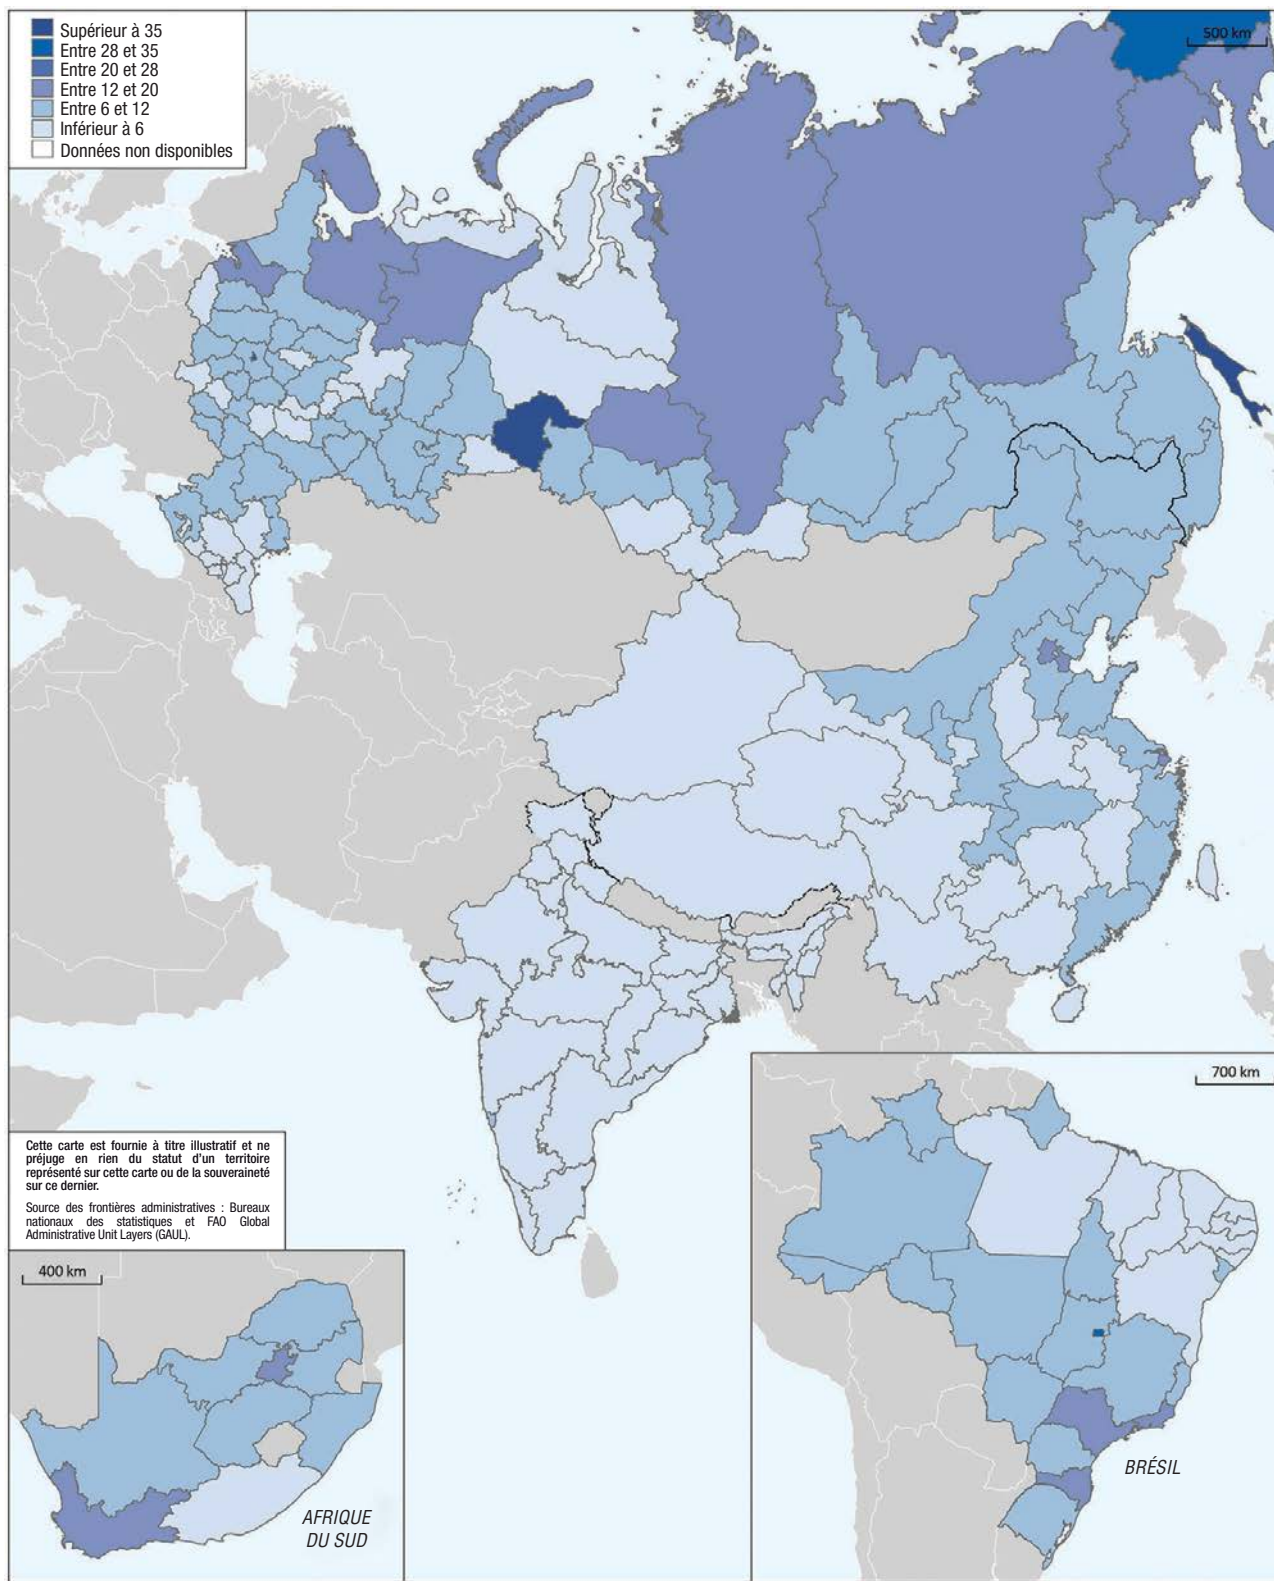 Supérieur à 35
Entre 28 et 35
Entre 20 et 28
Entre 12 et 20
Entre 6 et 12
Inférieur à 6
Données non disponibles
500 km
Cette carte est fournie à titre illustratif et ne
préjuge en rien du statut d'un territoire
représenté sur cette carte ou de la souveraineté
sur ce dernier.
Source des frontières administratives : Bureaux
nationaux des statistiques et FAO Global
Administrative Unit Layers (GAUL).
400 km
AFRIQUE
DU SUD
700 km
BRÉSIL